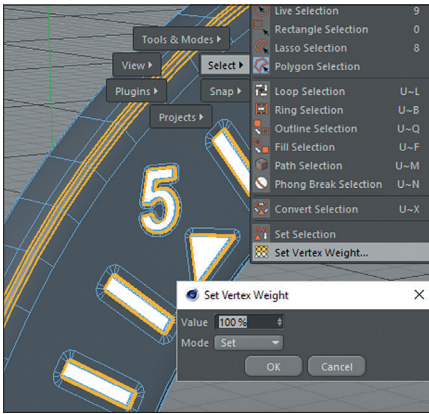 Live Selection 9
Rectangle Selection 0
Lasso Selection 8
Polygon Selection
Loop Selection U~L
Ring Selection U~B
Outline Selection U~Q
Fill Selection U~F
Path Selection U~M
Phong Break Selection U~N
Convert Selection U~X
Set Selection
Set Vertex Weight...
Tools & Modes
View
Select
Plugins
Snap
Projects
5
Set Vertex Weight
Value 100 %
Mode Set
OK Cancel